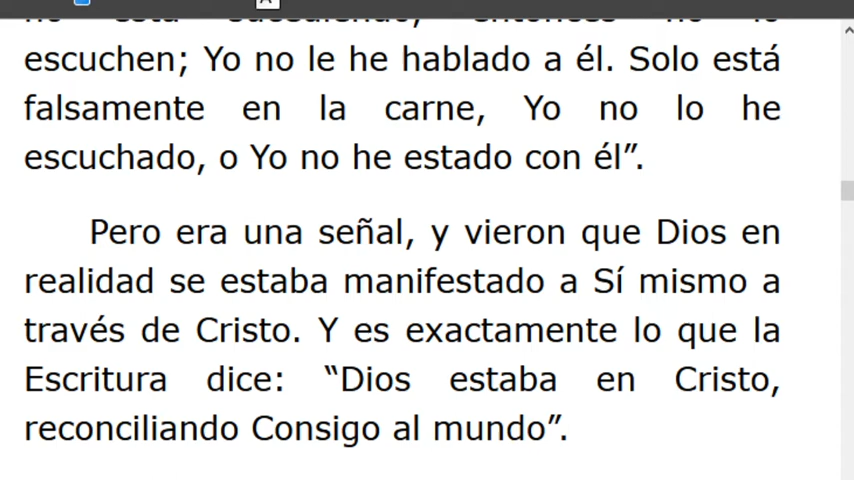 escuchen; Yo no le he hablado a él. Solo está
falsamente en la carne, Yo no lo he
escuchado, o Yo no he estado con él”.
Pero era una señal, y vieron que Dios en
realidad se estaba manifestado a Sí mismo a
través de Cristo. Y es exactamente lo que la
Escritura dice: “Dios estaba en Cristo,
reconciliando Consigo al mundo”.